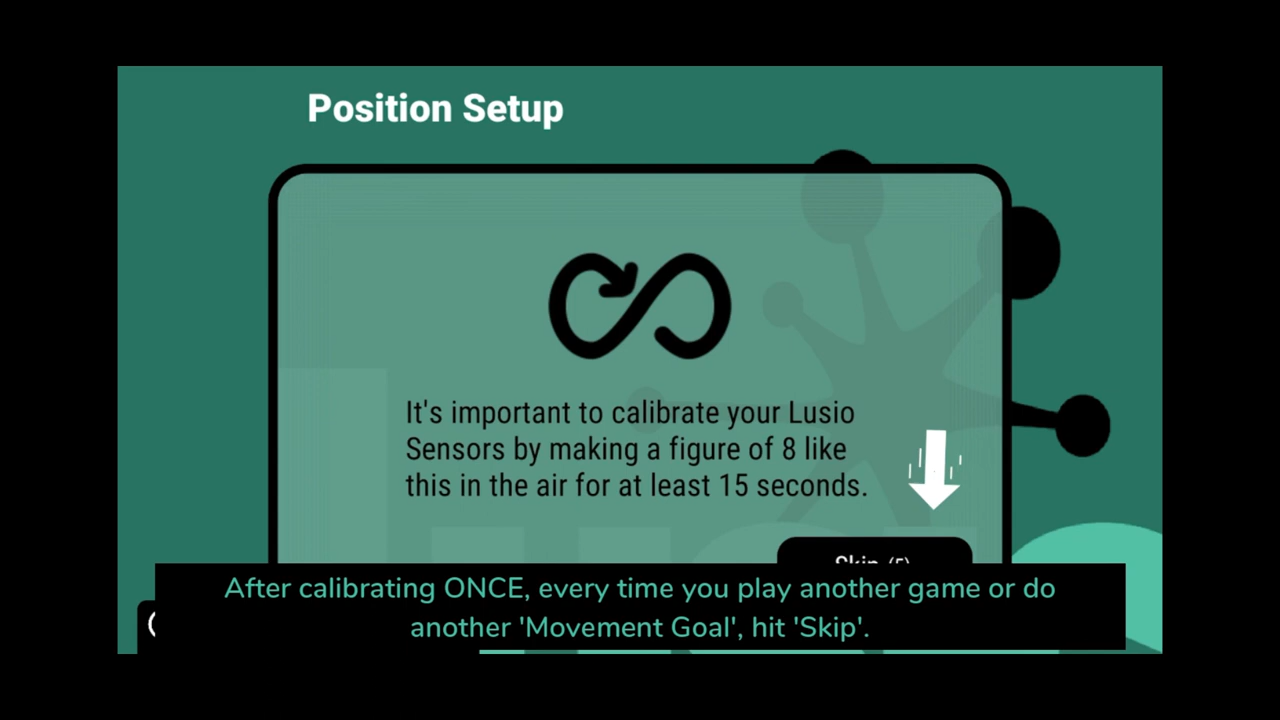 Position Setup
It's important to calibrate your Lusio
Sensors by making a figure of 8 like
this in the air for at least 15 seconds.
Skip (5)
After calibrating ONCE, every time you play another game or do
another 'Movement Goal', hit 'Skip'.